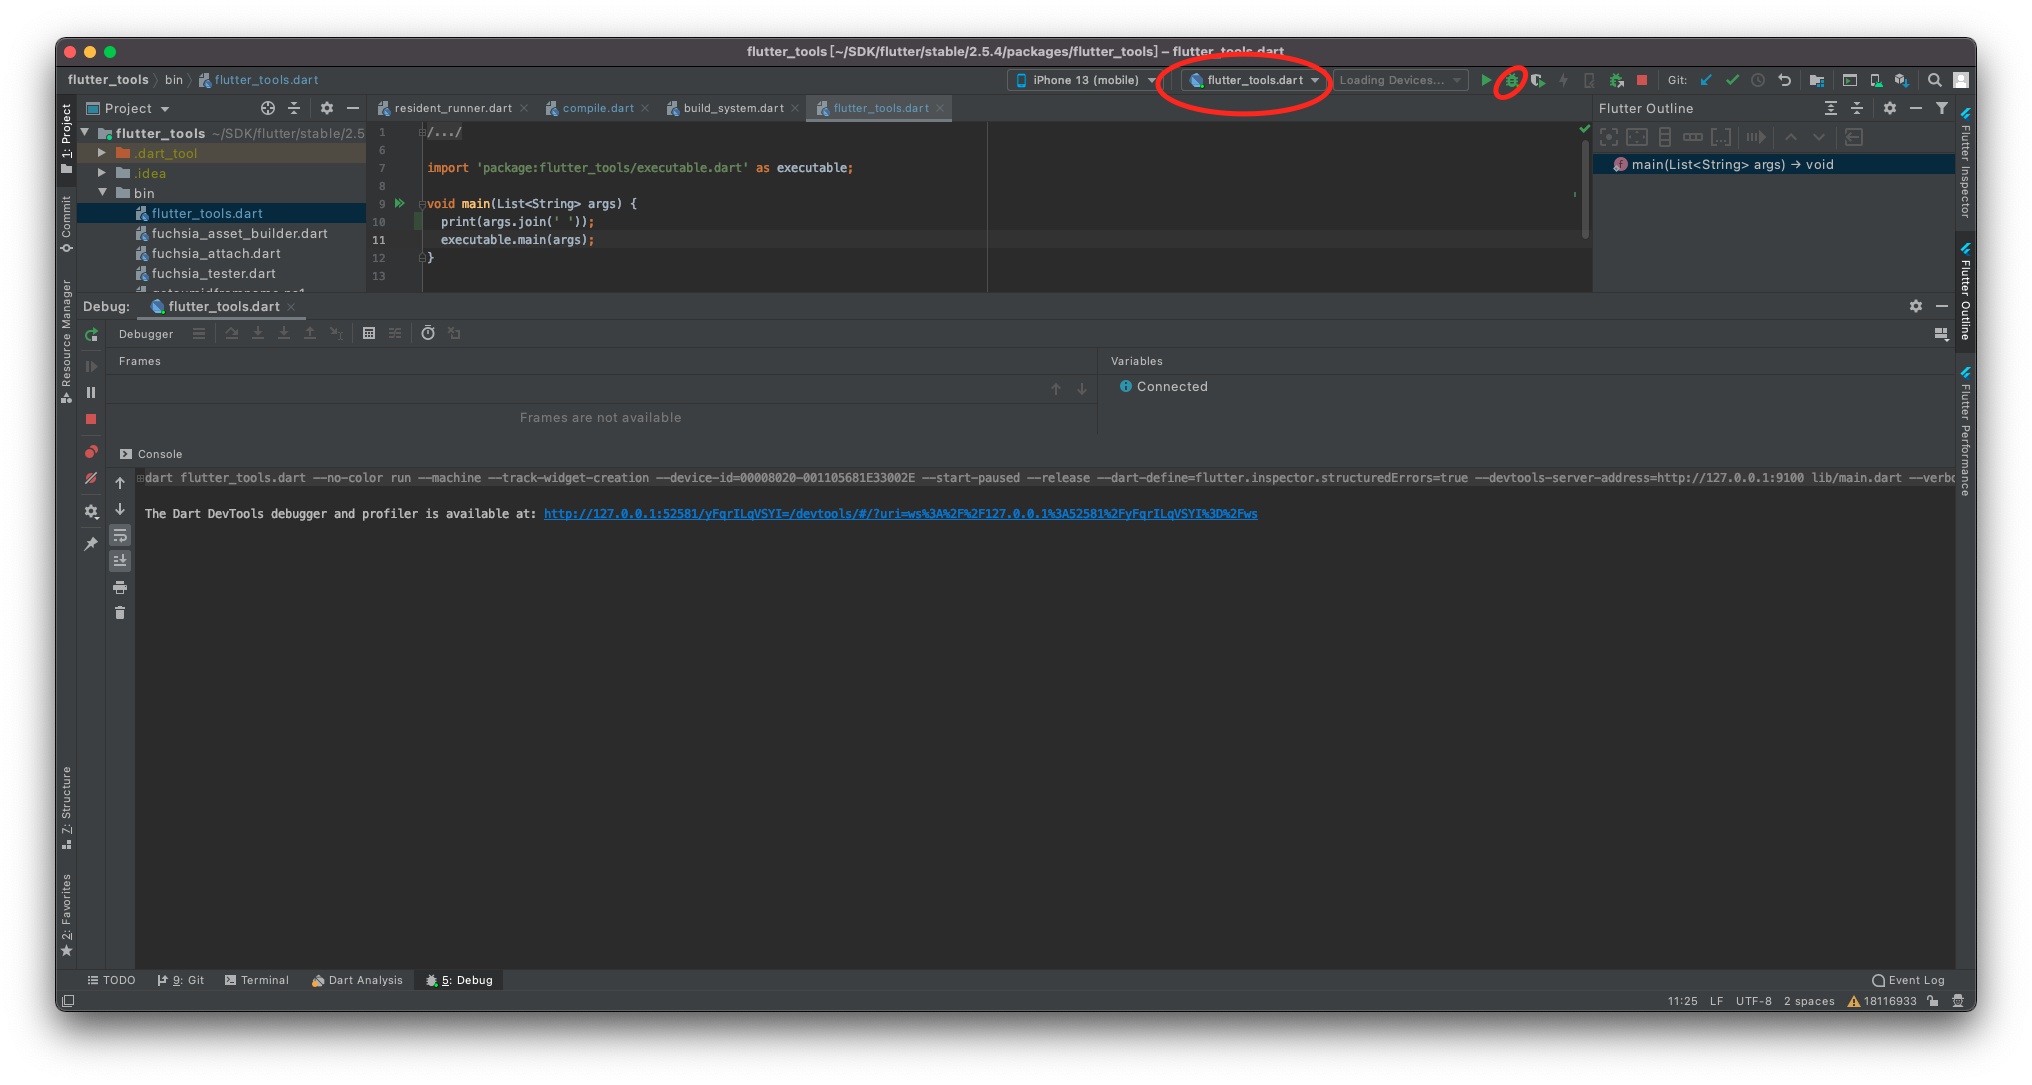 flutter_tools [~/SDK/flutter/stable/2.5.4/packages/flutter_tools] – flutter_tools.dart
flutter_tools bin flutter_tools.dart
iPhone 13 (mobile) flutter_tools.dart Loading Devices... Git:
Project
resident_runner.dart compile.dart build_system.dart flutter_tools.dart
Flutter Outline
flutter_tools ~/SDK/flutter/stable/2.5
.dart_tool
.idea
bin
flutter_tools.dart
fuchsia_asset_builder.dart
fuchsia_attach.dart
fuchsia_tester.dart
1 /.../
6
7 import 'package:flutter_tools/executable.dart' as executable;
8
9 void main(List<String> args) {
10 print(args.join(' '));
11 executable.main(args);
12 }
13
main(List<String> args) → void
1: Project
Commit
Resource Manager
Z: Structure
2: Favorites
Flutter Inspector
Flutter Outline
Flutter Performance
Debug: flutter_tools.dart
Debugger
Frames
Variables
Connected
Frames are not available
Console
dart flutter_tools.dart --no-color run --machine --track-widget-creation --device-id=00008020-001105681E33002E --start-paused --release --dart-define=flutter.inspector.structuredErrors=true --devtools-server-address=http://127.0.0.1:9100 lib/main.dart --verbo
The Dart DevTools debugger and profiler is available at: http://127.0.0.1:52581/yFqrILqVSYI=/devtools/#/?uri=ws%3A%2F%2F127.0.0.1%3A52581%2FyFqrILqVSYI%3D%2Fws
TODO 9: Git Terminal Dart Analysis 5: Debug Event Log
11:25 LF UTF-8 2 spaces 18116933